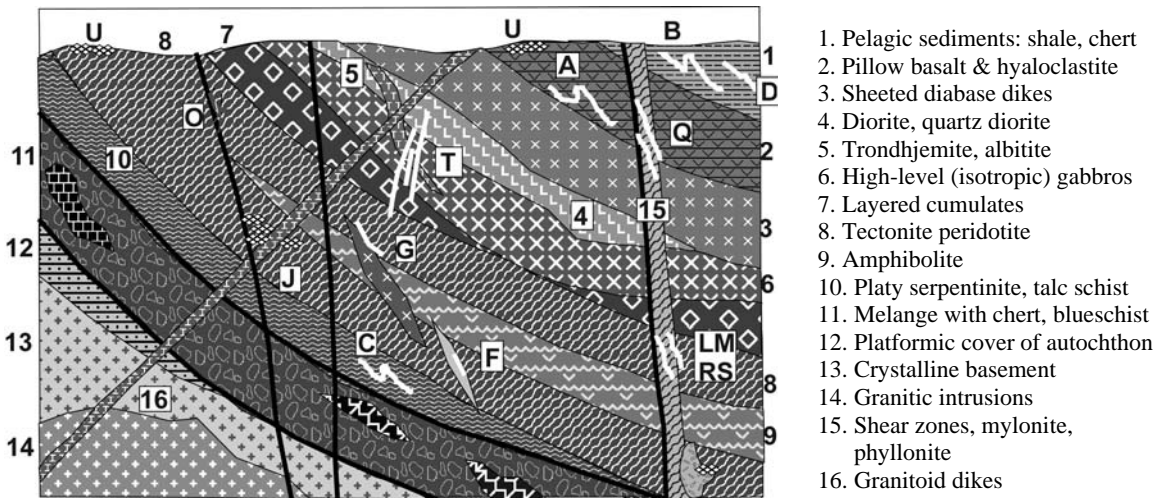 U
8
7
U
B
1
5
A
D
O
Q
11
10
2
T
4
15
3
12
G
6
J
13
C
F
LM
RS
8
16
14
9
1. Pelagic sediments: shale, chert
2. Pillow basalt & hyaloclastite
3. Sheeted diabase dikes
4. Diorite, quartz diorite
5. Trondhjemite, albitite
6. High-level (isotropic) gabbros
7. Layered cumulates
8. Tectonite peridotite
9. Amphibolite
10. Platy serpentinite, talc schist
11. Melange with chert, blueschist
12. Platformic cover of autochthon
13. Crystalline basement
14. Granitic intrusions
15. Shear zones, mylonite,
phyllonite
16. Granitoid dikes